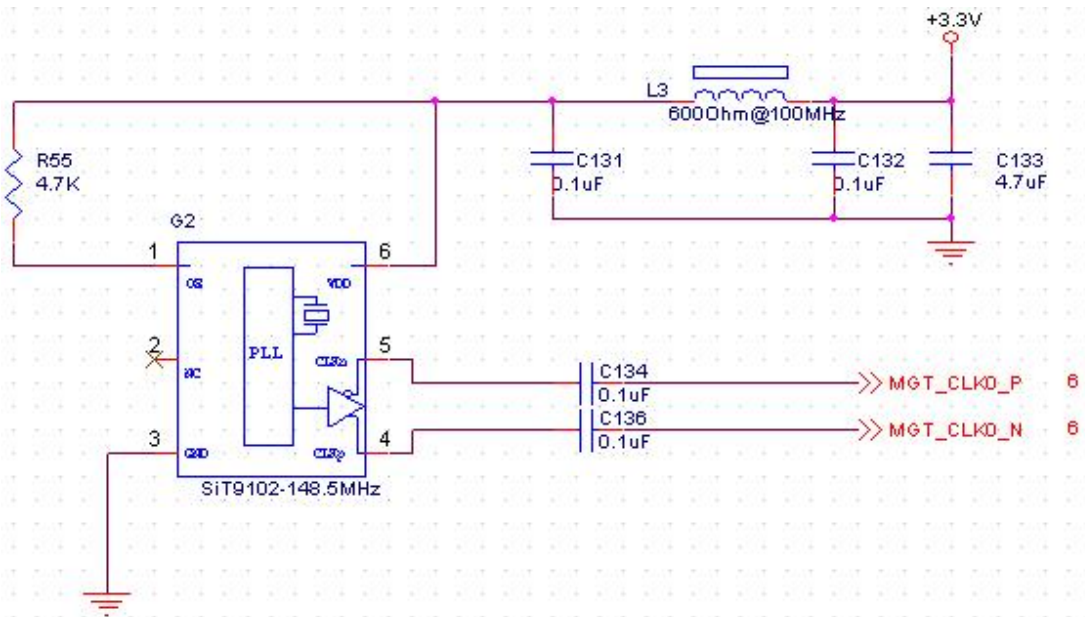 +3.3V
L3
600Ohm@100MHz
R55
4.7K
C131
0.1uF
C132
0.1uF
C133
4.7uF
G2
1
6
OE
VDD
2
5
NC
PLL
CLKn
3
4
GND
CLKp
SiT9102-148.5MHz
C134
0.1uF
MGT_CLK0_P 6
C136
0.1uF
MGT_CLK0_N 6